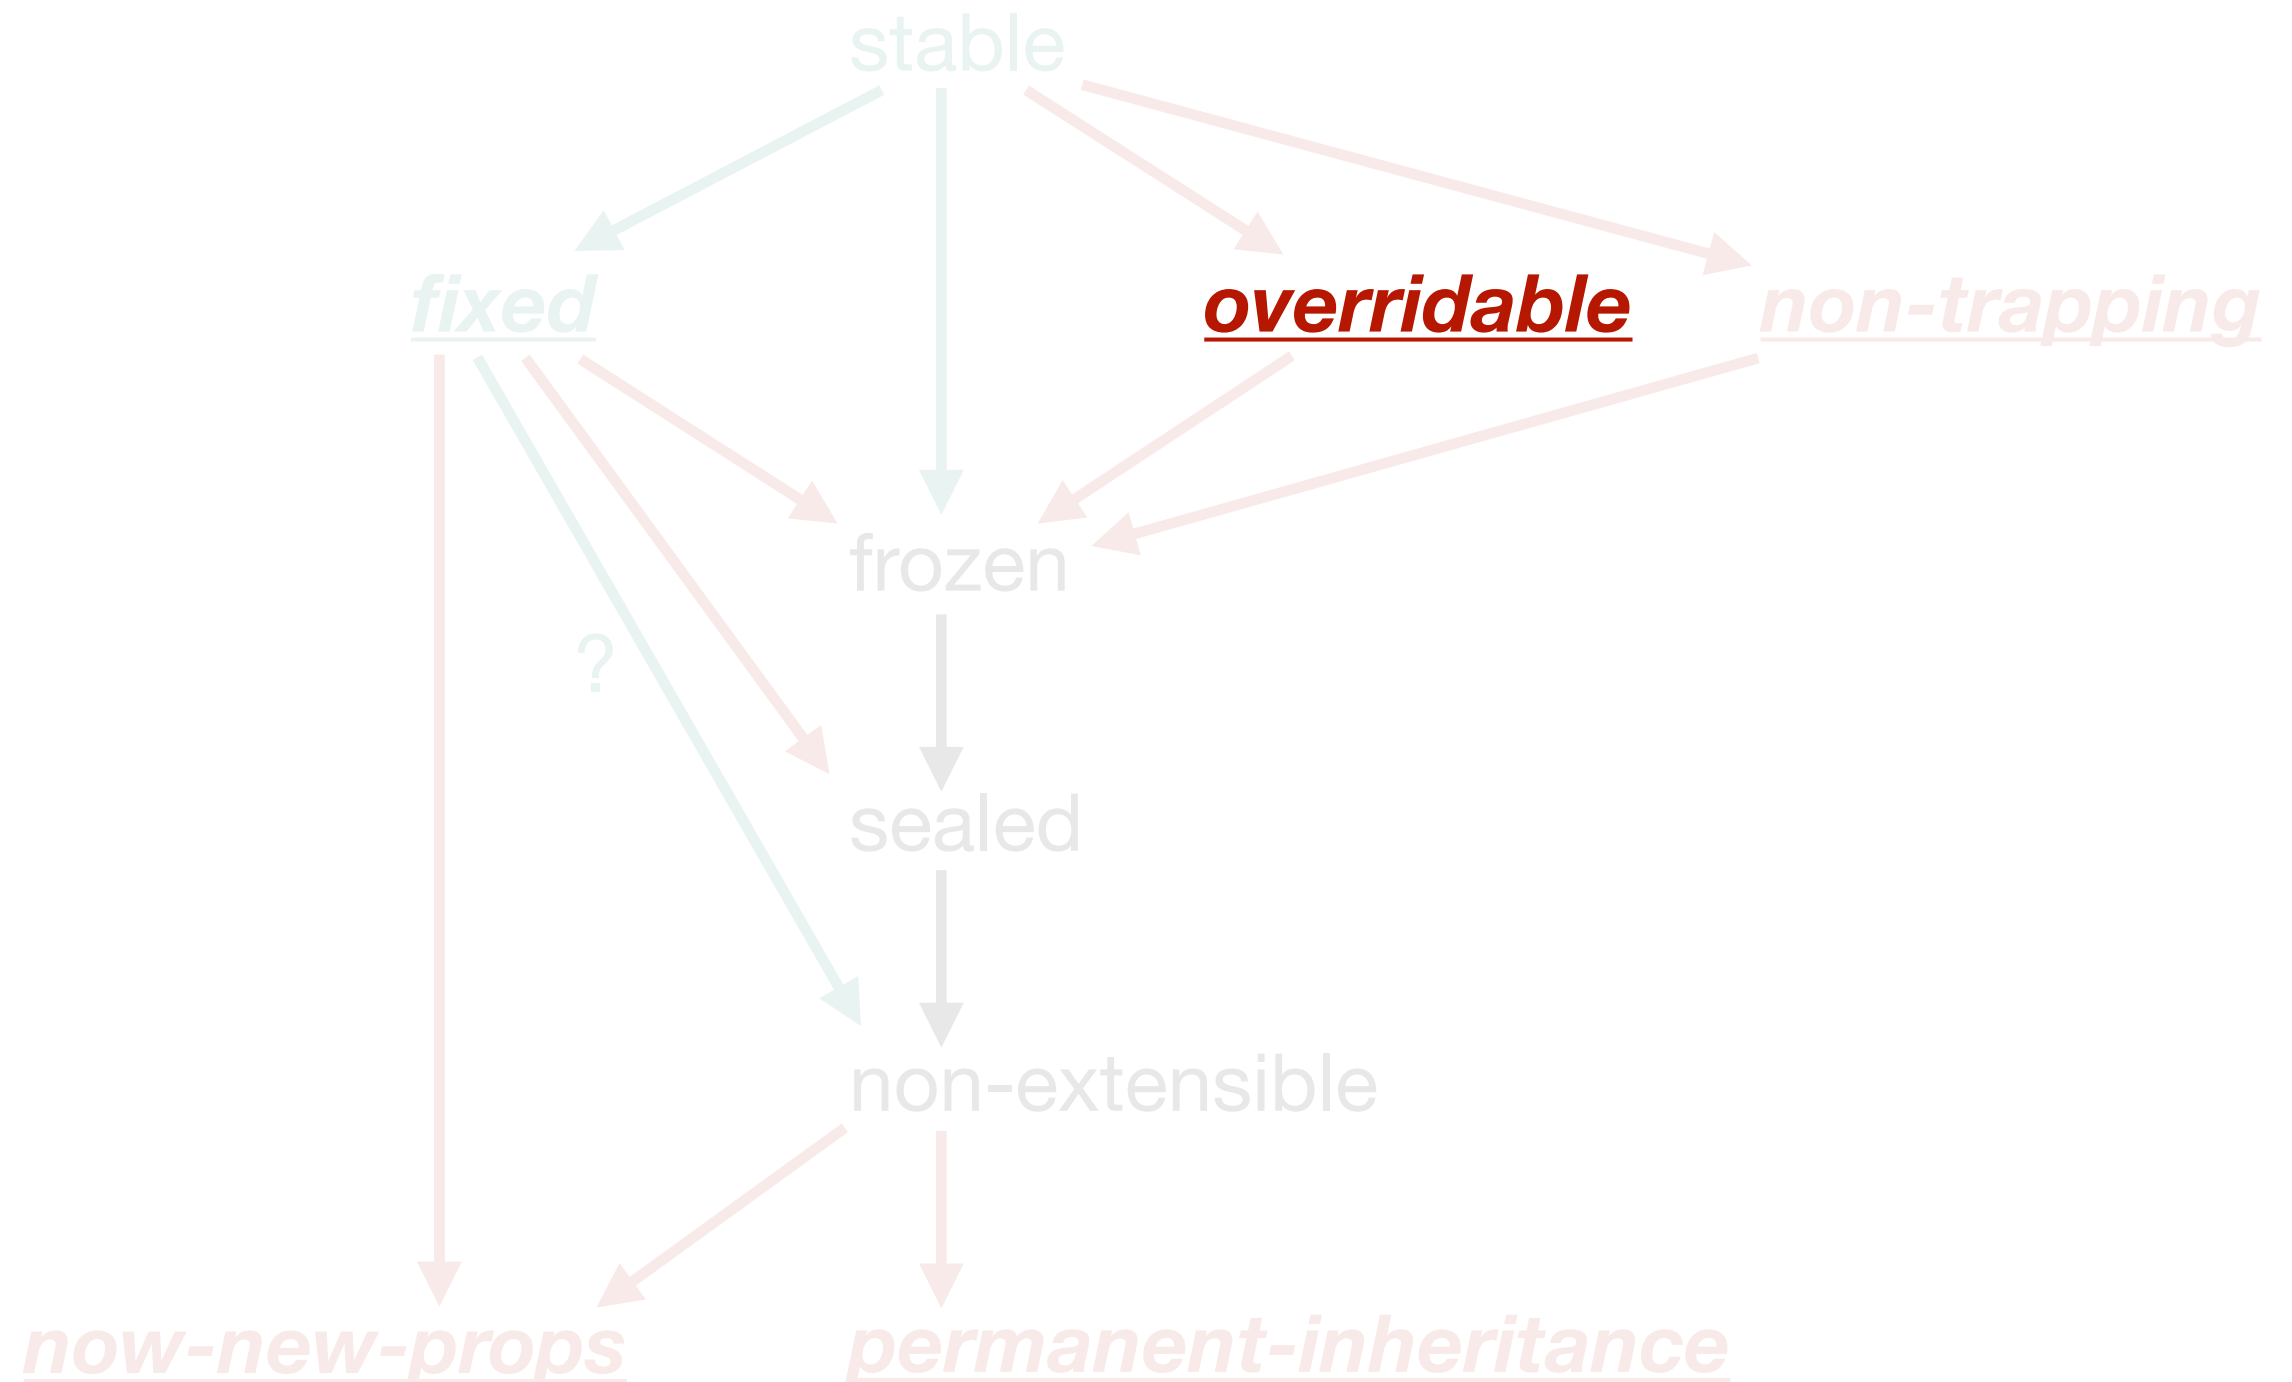 stable
fixed
overridable
non-trapping
frozen
?
sealed
non-extensible
now-new-props
permanent-inheritance